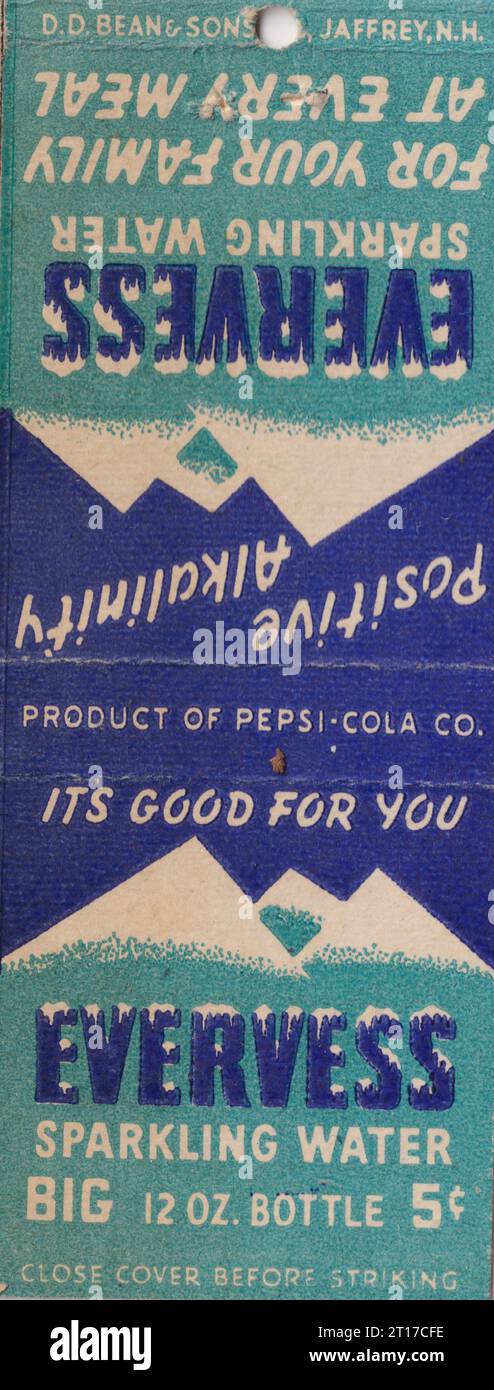 D.D. BEAN & SONS , JAFFREY, N.H.
AT EVERY MEAL
FOR YOUR FAMILY
SPARKLING WATER
EVERVESS
Positive
Alkalinity
PRODUCT OF PEPSI-COLA CO.
ITS GOOD FOR YOU
EVERVESS
SPARKLING WATER
BIG 12 OZ. BOTTLE 5¢
CLOSE COVER BEFORE STRIKING
alamy
Image ID: 2T17CFE
www.alamy.com